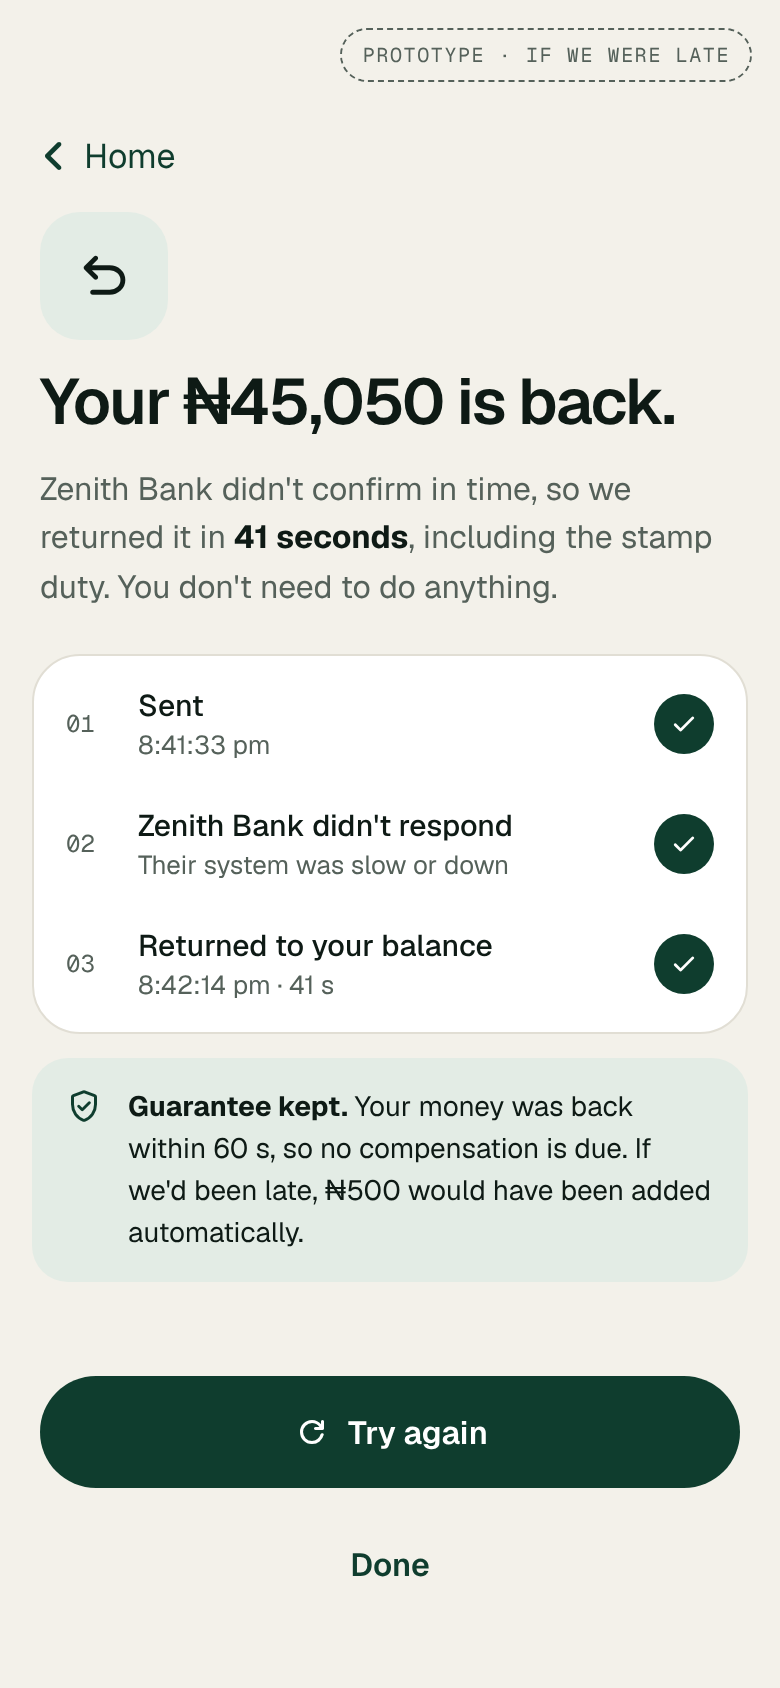 PROTOTYPE · IF WE WERE LATE
Home
Your ₦45,050 is back.
Zenith Bank didn't confirm in time, so we
returned it in 41 seconds, including the stamp
duty. You don't need to do anything.
01
Sent
8:41:33 pm
02
Zenith Bank didn't respond
Their system was slow or down
03
Returned to your balance
8:42:14 pm · 41 s
Guarantee kept. Your money was back
within 60 s, so no compensation is due. If
we'd been late, ₦500 would have been added
automatically.
Try again
Done